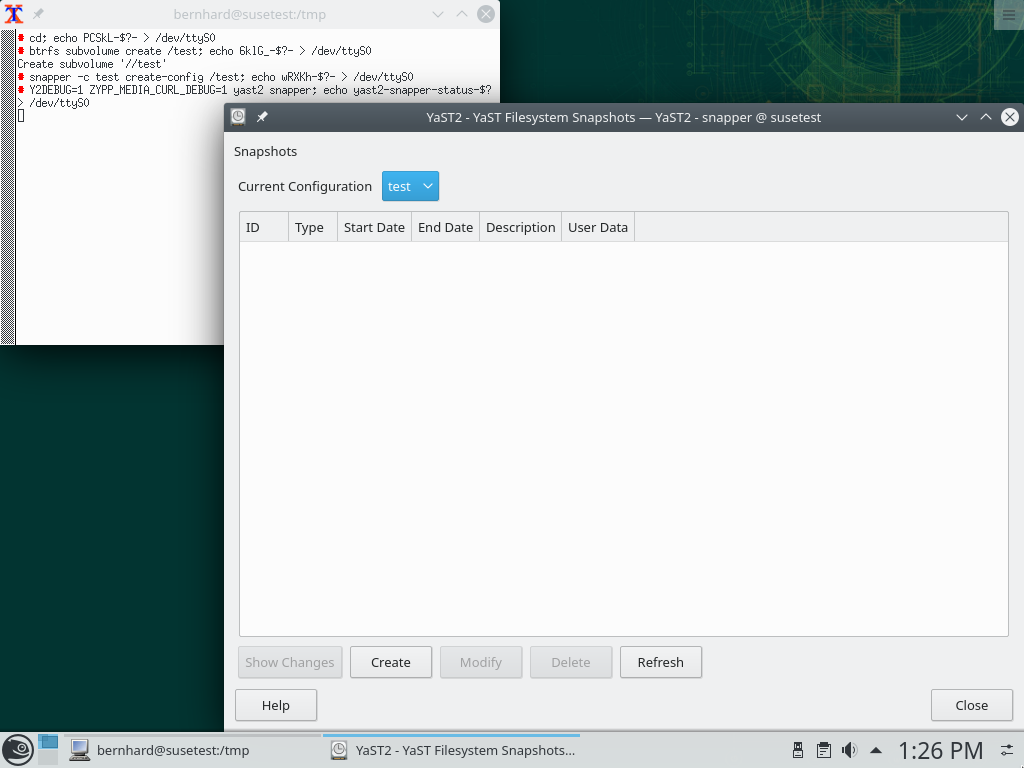 bernhard@susetest:/tmp
# cd; echo PCSkL-$?- > /dev/ttyS0
# btrfs subvolume create /test; echo 6klG_-$?- > /dev/ttyS0
Create subvolume '//test'
# snapper -c test create-config /test; echo wRXKh-$?- > /dev/ttyS0
# Y2DEBUG=1 ZYPP_MEDIA_CURL_DEBUG=1 yast2 snapper; echo yast2-snapper-status-$?
> /dev/ttyS0
YaST2 - YaST Filesystem Snapshots — YaST2 - snapper @ susetest
Snapshots
Current Configuration test
ID Type Start Date End Date Description User Data
Show Changes Create Modify Delete Refresh
Help Close
bernhard@susetest:/tmp YaST2 - YaST Filesystem Snapshots... 1:26 PM